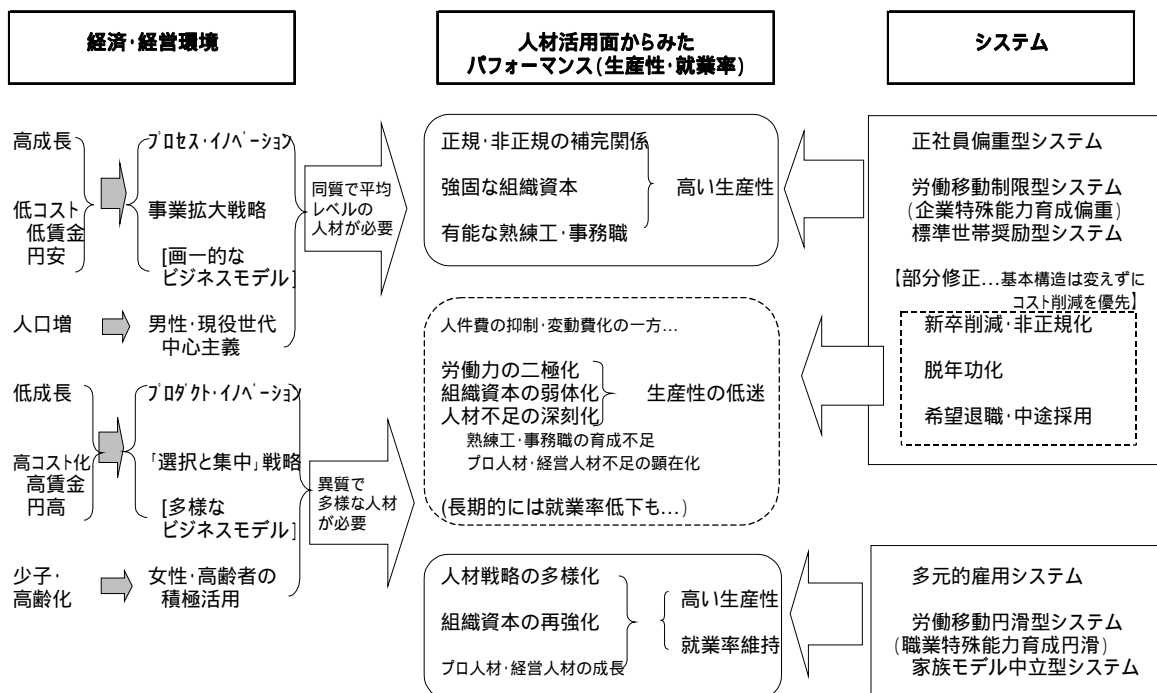 経済・経営環境
人材活用面からみた
パフォーマンス(生産性・就業率)
システム
高成長
低コスト
低賃金
円安
人口増
プロセス・イノベーション
事業拡大戦略
[画一的な
ビジネスモデル]
男性・現役世代
中心主義
同質で平均
レベルの
人材が必要
正規・非正規の補完関係
強固な組織資本
有能な熟練工・事務職
高い生産性
正社員偏重型システム
労働移動制限型システム
(企業特殊能力育成偏重)
標準世帯奨励型システム
【部分修正…基本構造は変えずに
コスト削減を優先】
新卒削減・非正規化
脱年功化
希望退職・中途採用
人件費の抑制・変動費化の一方…
労働力の二極化
組織資本の弱体化
人材不足の深刻化
生産性の低迷
熟練工・事務職の育成不足
プロ人材・経営人材不足の顕在化
(長期的には就業率低下も…)
低成長
高コスト化
高賃金
円高
少子・
高齢化
プロダクト・イノベーション
「選択と集中」戦略
[多様な
ビジネスモデル]
女性・高齢者の
積極活用
異質で
多様な人材
が必要
人材戦略の多様化
組織資本の再強化
プロ人材・経営人材の成長
高い生産性
就業率維持
多元的雇用システム
労働移動円滑型システム
(職業特殊能力育成円滑)
家族モデル中立型システム